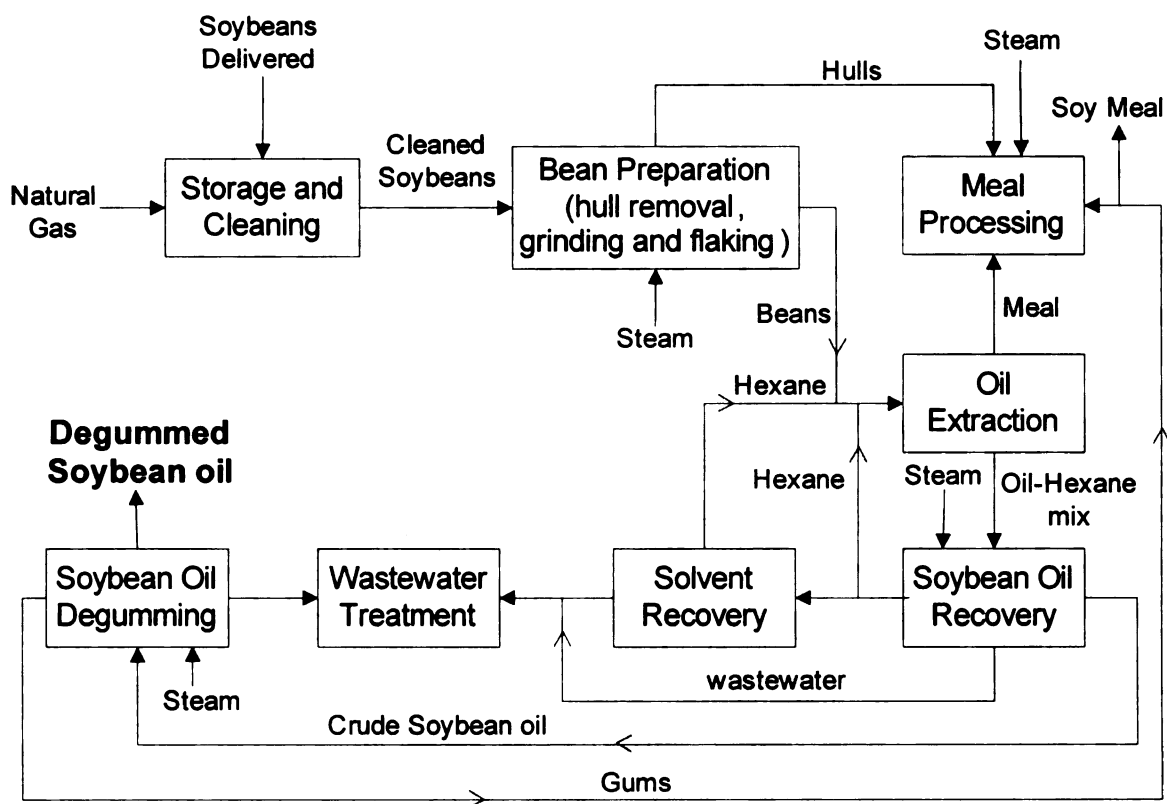 Soybeans
Delivered
Steam
Hulls
Soy Meal
Cleaned
Soybeans
Natural
Gas
Storage and
Cleaning
Bean Preparation
(hull removal,
grinding and flaking)
Meal
Processing
Steam
Beans
Meal
Hexane
Oil
Extraction
Degummed
Soybean oil
Hexane
Steam
Oil-Hexane
mix
Soybean Oil
Degumming
Wastewater
Treatment
Solvent
Recovery
Soybean Oil
Recovery
Steam
wastewater
Crude Soybean oil
Gums